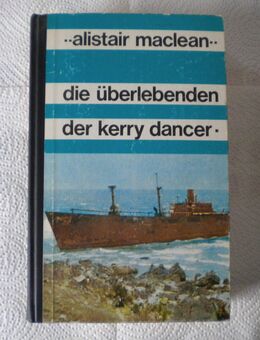 ..alistair maclean..
die überlebenden
der kerry dancer·